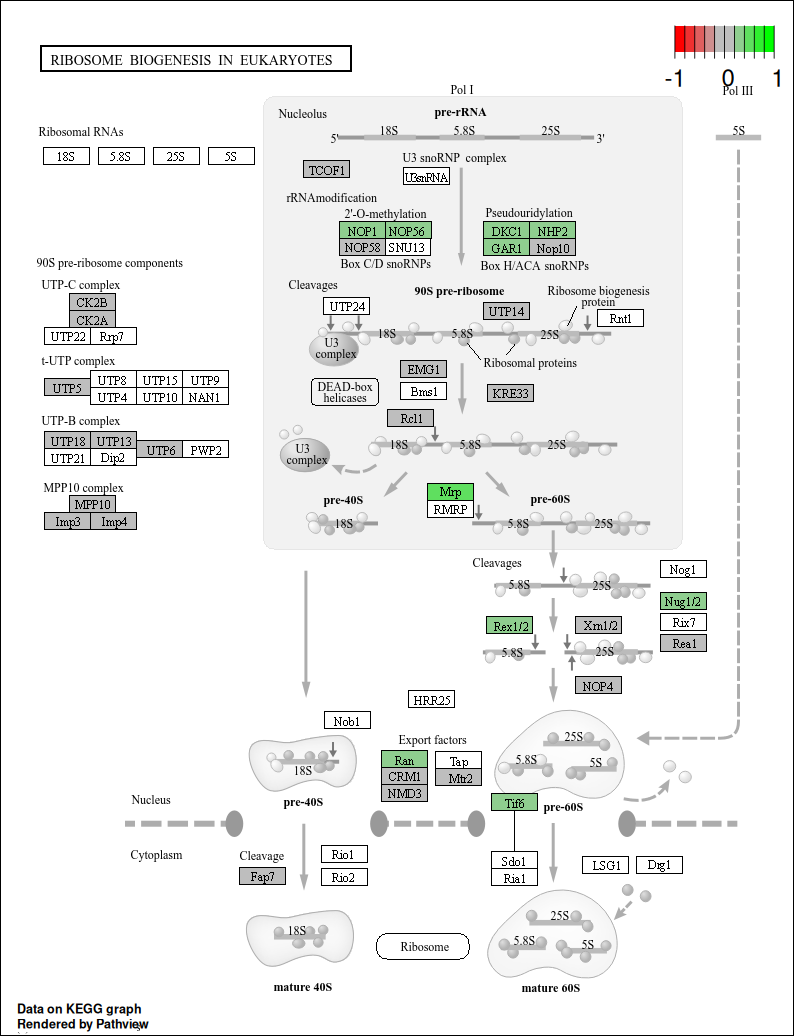 RIBOSOME BIOGENESIS IN EUKARYOTES
-1 0 1
Pol I
Pol III
Nucleolus
pre-rRNA
Ribosomal RNAs
18S 5.8S 25S 5S
5' 18S 5.8S 25S 3'
5S
TCOF1
U3 snoRNP complex
U3snRNA
rRNAmodification
2'-O-methylation
NOP1 NOP56
NOP58 SNU13
Box C/D snoRNPs
Pseudouridylation
DKC1 NHP2
GAR1 Nop10
Box H/ACA snoRNPs
90S pre-ribosome components
UTP-C complex
CK2B
CK2A
UTP22 Rrp7
t-UTP complex
UTP5
UTP8 UTP15 UTP9
UTP4 UTP10 NAN1
UTP-B complex
UTP18 UTP13
UTP21 Dip2
UTP6 PWP2
MPP10 complex
MPP10
Imp3 Imp4
Cleavages
UTP24
90S pre-ribosome
UTP14
Ribosome biogenesis
protein
Rnt1
18S 5.8S 25S
U3
complex
Ribosomal proteins
EMG1
Bms1
DEAD-box
helicases
KRE33
Rcl1
18S 5.8S 25S
U3
complex
pre-40S
Mrp
RMRP
pre-60S
18S
5.8S 25S
Cleavages
Nog1
5.8S 25S
Nug1/2
Rix7
Rea1
Rex1/2
Xrn1/2
5.8S 25S
NOP4
HRR25
Nob1
Export factors
Ran
CRM1
NMD3
Tap
Mtr2
18S
pre-40S
25S
5.8S
5S
Tif6
pre-60S
Nucleus
Cytoplasm
Cleavage
Fap7
Rio1
Rio2
Sdo1
Ria1
LSG1
Drg1
18S
mature 40S
Ribosome
25S
5.8S
5S
mature 60S
Data on KEGG graph
Rendered by Pathview